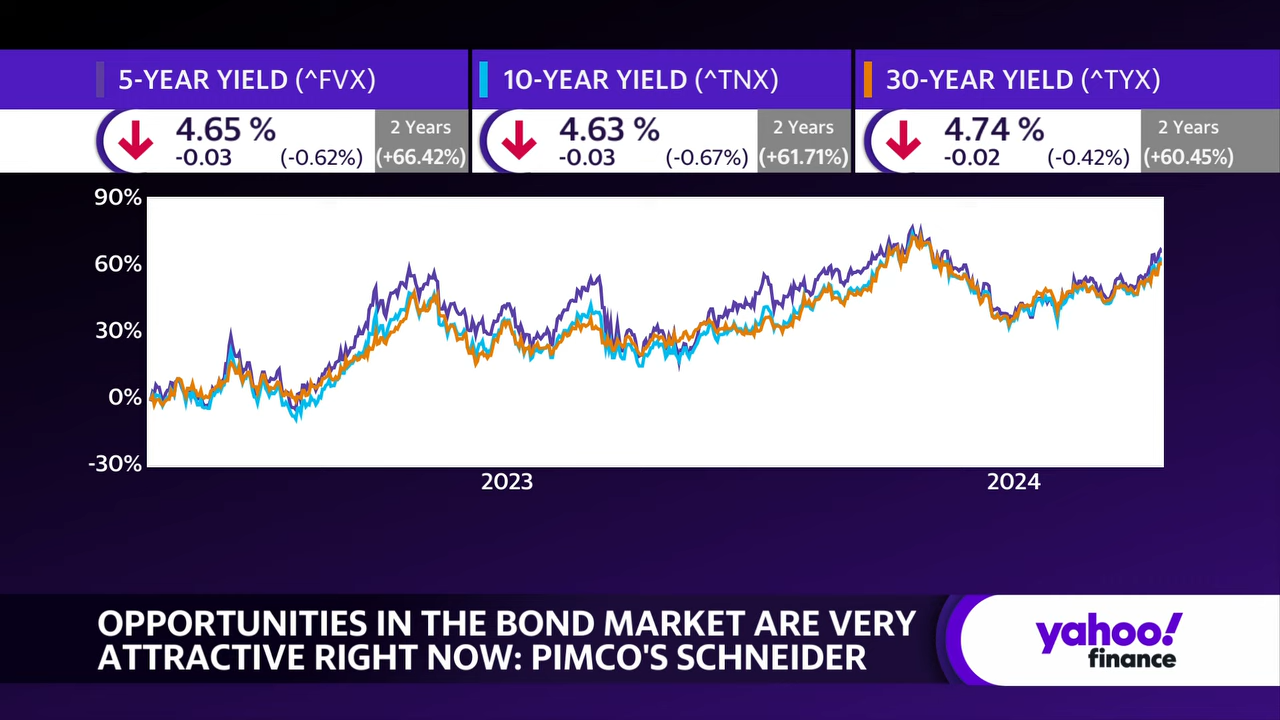 5-YEAR YIELD (^FVX)
4.65 %
-0.03 (-0.62%)
2 Years
(+66.42%)
10-YEAR YIELD (^TNX)
4.63 %
-0.03 (-0.67%)
2 Years
(+61.71%)
30-YEAR YIELD (^TYX)
4.74 %
-0.02 (-0.42%)
2 Years
(+60.45%)
90%
60%
30%
0%
-30%
2023 2024
OPPORTUNITIES IN THE BOND MARKET ARE VERY
ATTRACTIVE RIGHT NOW: PIMCO'S SCHNEIDER
yahoo!
finance